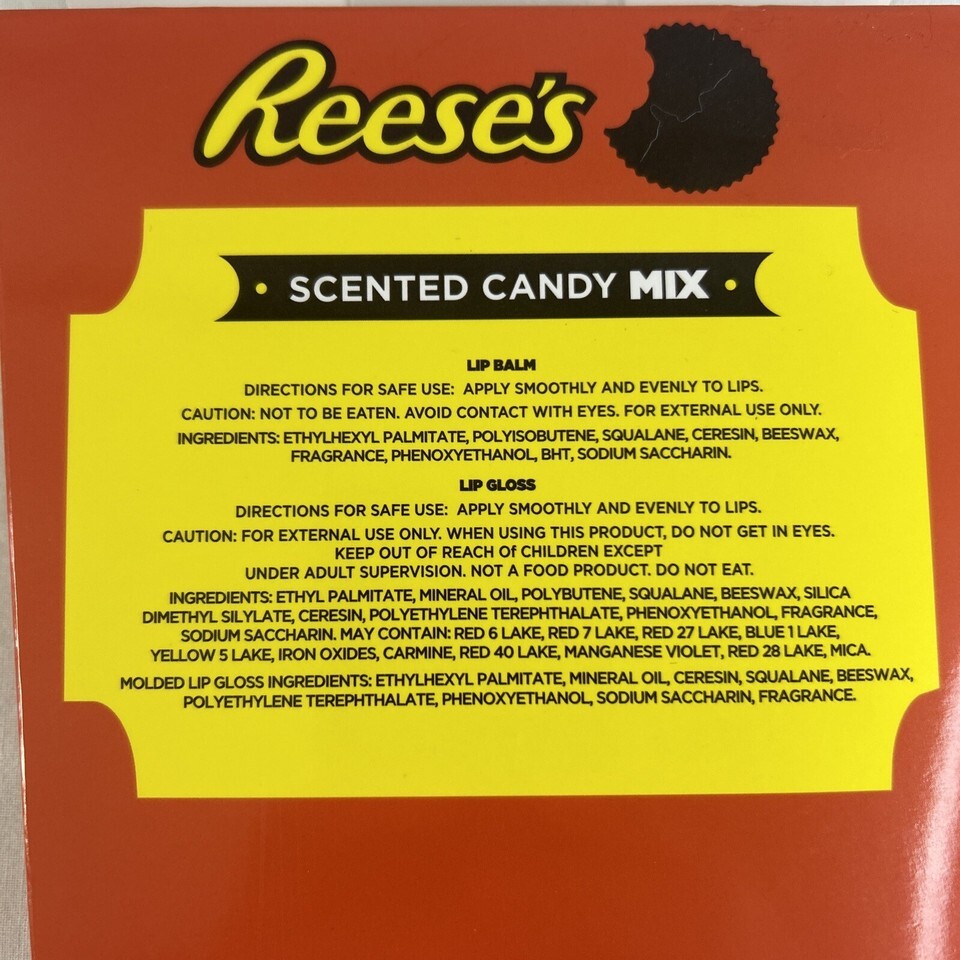 Reese's
• SCENTED CANDY MIX •
LIP BALM
DIRECTIONS FOR SAFE USE: APPLY SMOOTHLY AND EVENLY TO LIPS.
CAUTION: NOT TO BE EATEN. AVOID CONTACT WITH EYES. FOR EXTERNAL USE ONLY.
INGREDIENTS: ETHYLHEXYL PALMITATE, POLYISOBUTENE, SQUALANE, CERESIN, BEESWAX,
FRAGRANCE, PHENOXYETHANOL, BHT, SODIUM SACCHARIN.
LIP GLOSS
DIRECTIONS FOR SAFE USE: APPLY SMOOTHLY AND EVENLY TO LIPS.
CAUTION: FOR EXTERNAL USE ONLY. WHEN USING THIS PRODUCT, DO NOT GET IN EYES.
KEEP OUT OF REACH Of CHILDREN EXCEPT
UNDER ADULT SUPERVISION. NOT A FOOD PRODUCT. DO NOT EAT.
INGREDIENTS: ETHYL PALMITATE, MINERAL OIL, POLYBUTENE, SQUALANE, BEESWAX, SILICA
DIMETHYL SILYLATE, CERESIN, POLYETHYLENE TEREPHTHALATE, PHENOXYETHANOL, FRAGRANCE,
SODIUM SACCHARIN. MAY CONTAIN: RED 6 LAKE, RED 7 LAKE, RED 27 LAKE, BLUE 1 LAKE,
YELLOW 5 LAKE, IRON OXIDES, CARMINE, RED 40 LAKE, MANGANESE VIOLET, RED 28 LAKE, MICA.
MOLDED LIP GLOSS INGREDIENTS: ETHYLHEXYL PALMITATE, MINERAL OIL, CERESIN, SQUALANE, BEESWAX,
POLYETHYLENE TEREPHTHALATE, PHENOXYETHANOL, SODIUM SACCHARIN, FRAGRANCE.